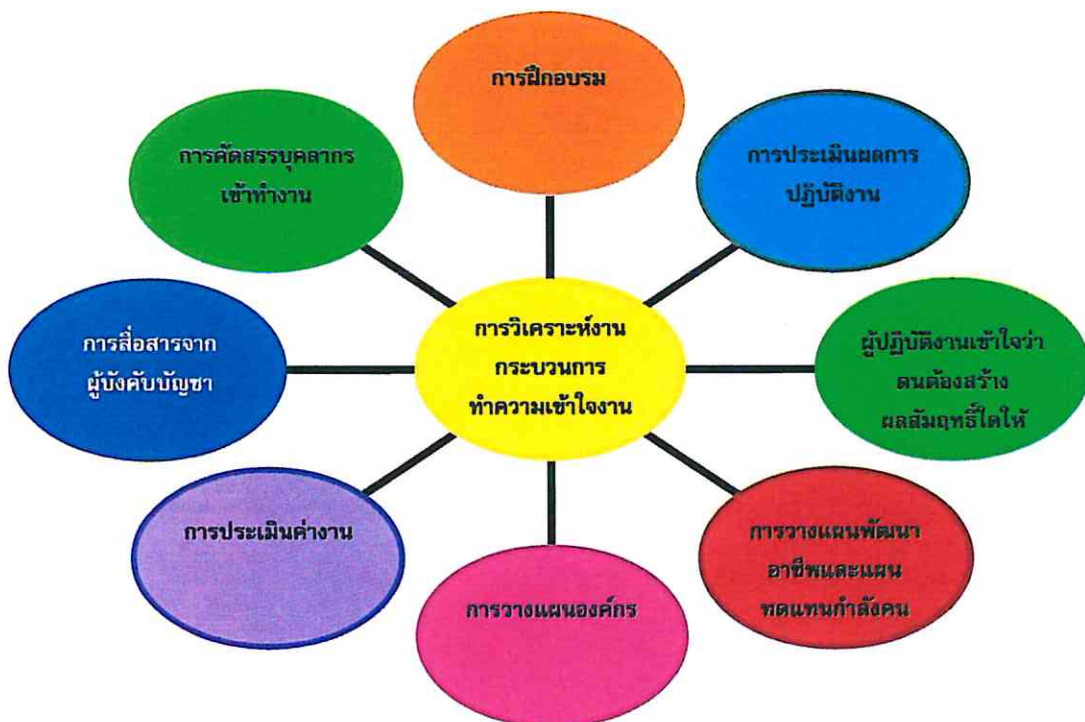 การฝึกอบรม
การคัดสรรบุคลากร
เข้าทำงาน
การประเมินผลการ
ปฏิบัติงาน
การสื่อสารจาก
ผู้บังคับบัญชา
การวิเคราะห์งาน
กระบวนการ
ทำความเข้าใจงาน
ผู้ปฏิบัติงานเข้าใจว่า
ตนต้องสร้าง
ผลสัมฤทธิ์ใดให้
การประเมินค่างาน
การวางแผนองค์กร
การวางแผนพัฒนา
อาชีพและแผน
ทดแทนกำลังคน